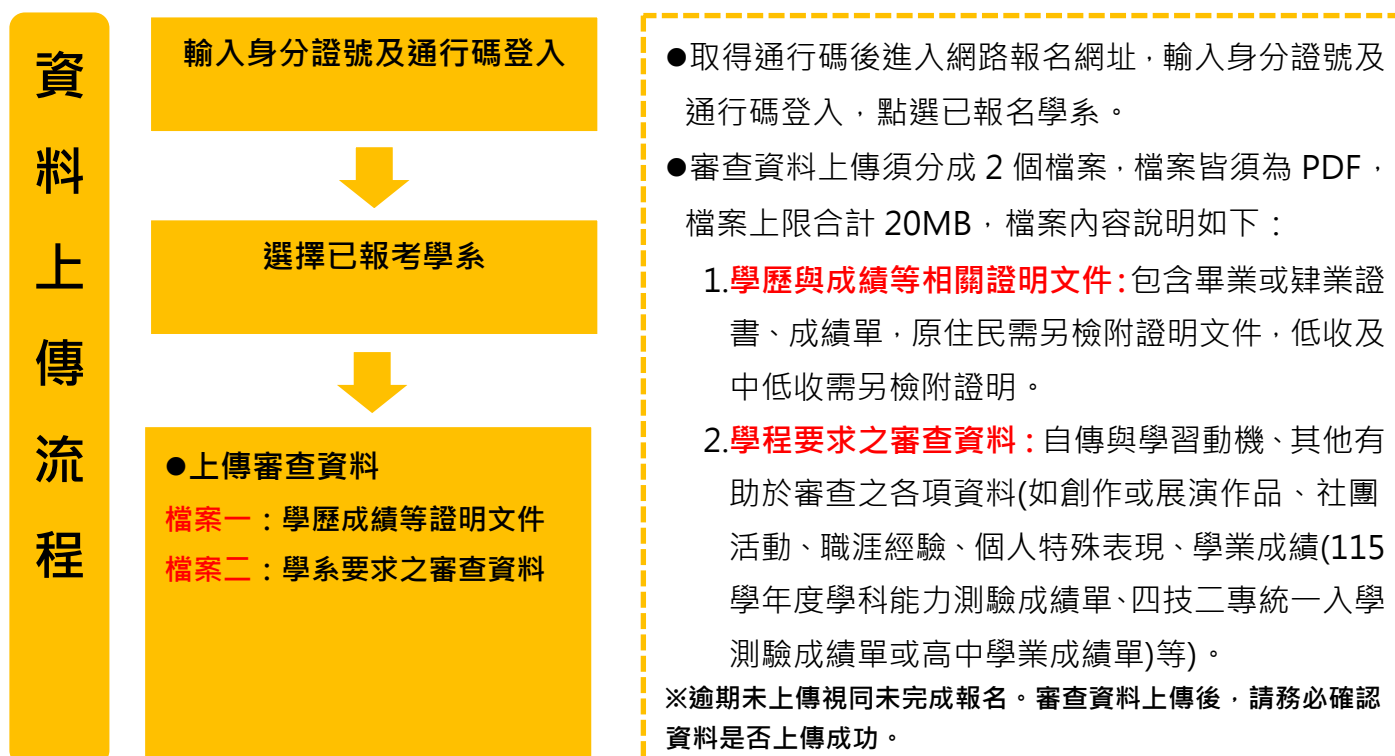 資料上傳流程
輸入身分證號及通行碼登入
選擇已報考學系
●上傳審查資料
檔案一：學歷成績等證明文件
檔案二：學系要求之審查資料
●取得通行碼後進入網路報名網址，輸入身分證號及
通行碼登入，點選已報名學系。
●審查資料上傳須分成 2 個檔案，檔案皆須為 PDF，
檔案上限合計 20MB，檔案內容說明如下：
1.學歷與成績等相關證明文件：包含畢業或肄業證
書、成績單，原住民需另檢附證明文件，低收及
中低收需另檢附證明。
2.學程要求之審查資料：自傳與學習動機、其他有
助於審查之各項資料(如創作或展演作品、社團
活動、職涯經驗、個人特殊表現、學業成績(115
學年度學科能力測驗成績單、四技二專統一入學
測驗成績單或高中學業成績單)等)。
※逾期未上傳視同未完成報名。審查資料上傳後，請務必確認
資料是否上傳成功。